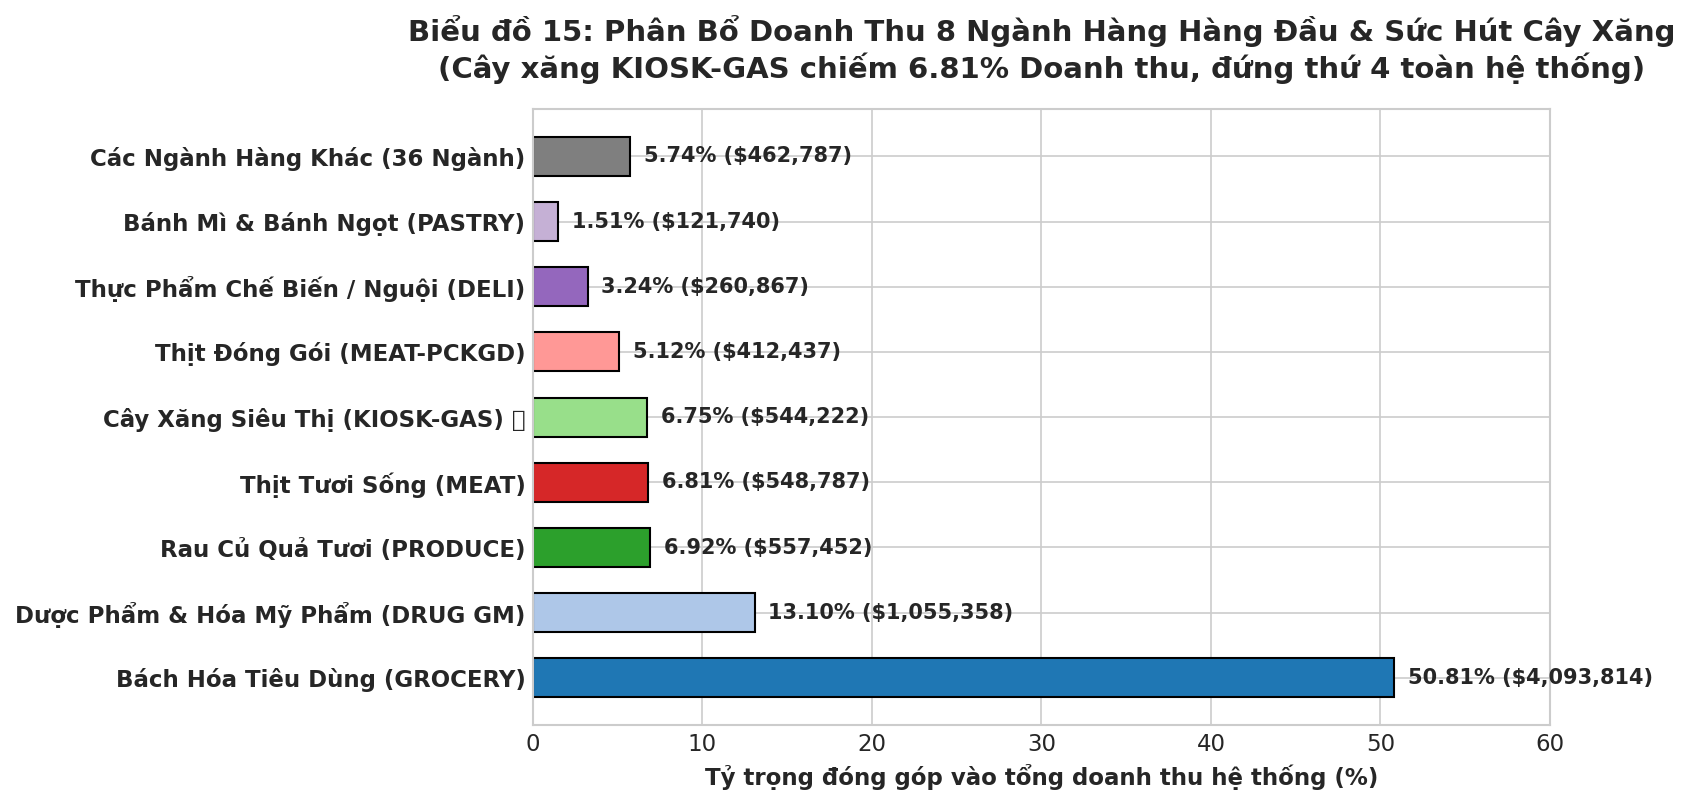 Biểu đồ 15: Phân Bổ Doanh Thu 8 Ngành Hàng Hàng Đầu & Sức Hút Cây Xăng
(Cây xăng KIOSK-GAS chiếm 6.81% Doanh thu, đứng thứ 4 toàn hệ thống)
Các Ngành Hàng Khác (36 Ngành) 5.74% ($462,787)
Bánh Mì & Bánh Ngọt (PASTRY) 1.51% ($121,740)
Thực Phẩm Chế Biến / Nguội (DELI) 3.24% ($260,867)
Thịt Đóng Gói (MEAT-PCKGD) 5.12% ($412,437)
Cây Xăng Siêu Thị (KIOSK-GAS) 6.75% ($544,222)
Thịt Tươi Sống (MEAT) 6.81% ($548,787)
Rau Củ Quả Tươi (PRODUCE) 6.92% ($557,452)
Dược Phẩm & Hóa Mỹ Phẩm (DRUG GM) 13.10% ($1,055,358)
Bách Hóa Tiêu Dùng (GROCERY) 50.81% ($4,093,814)
0 10 20 30 40 50 60
Tỷ trọng đóng góp vào tổng doanh thu hệ thống (%)